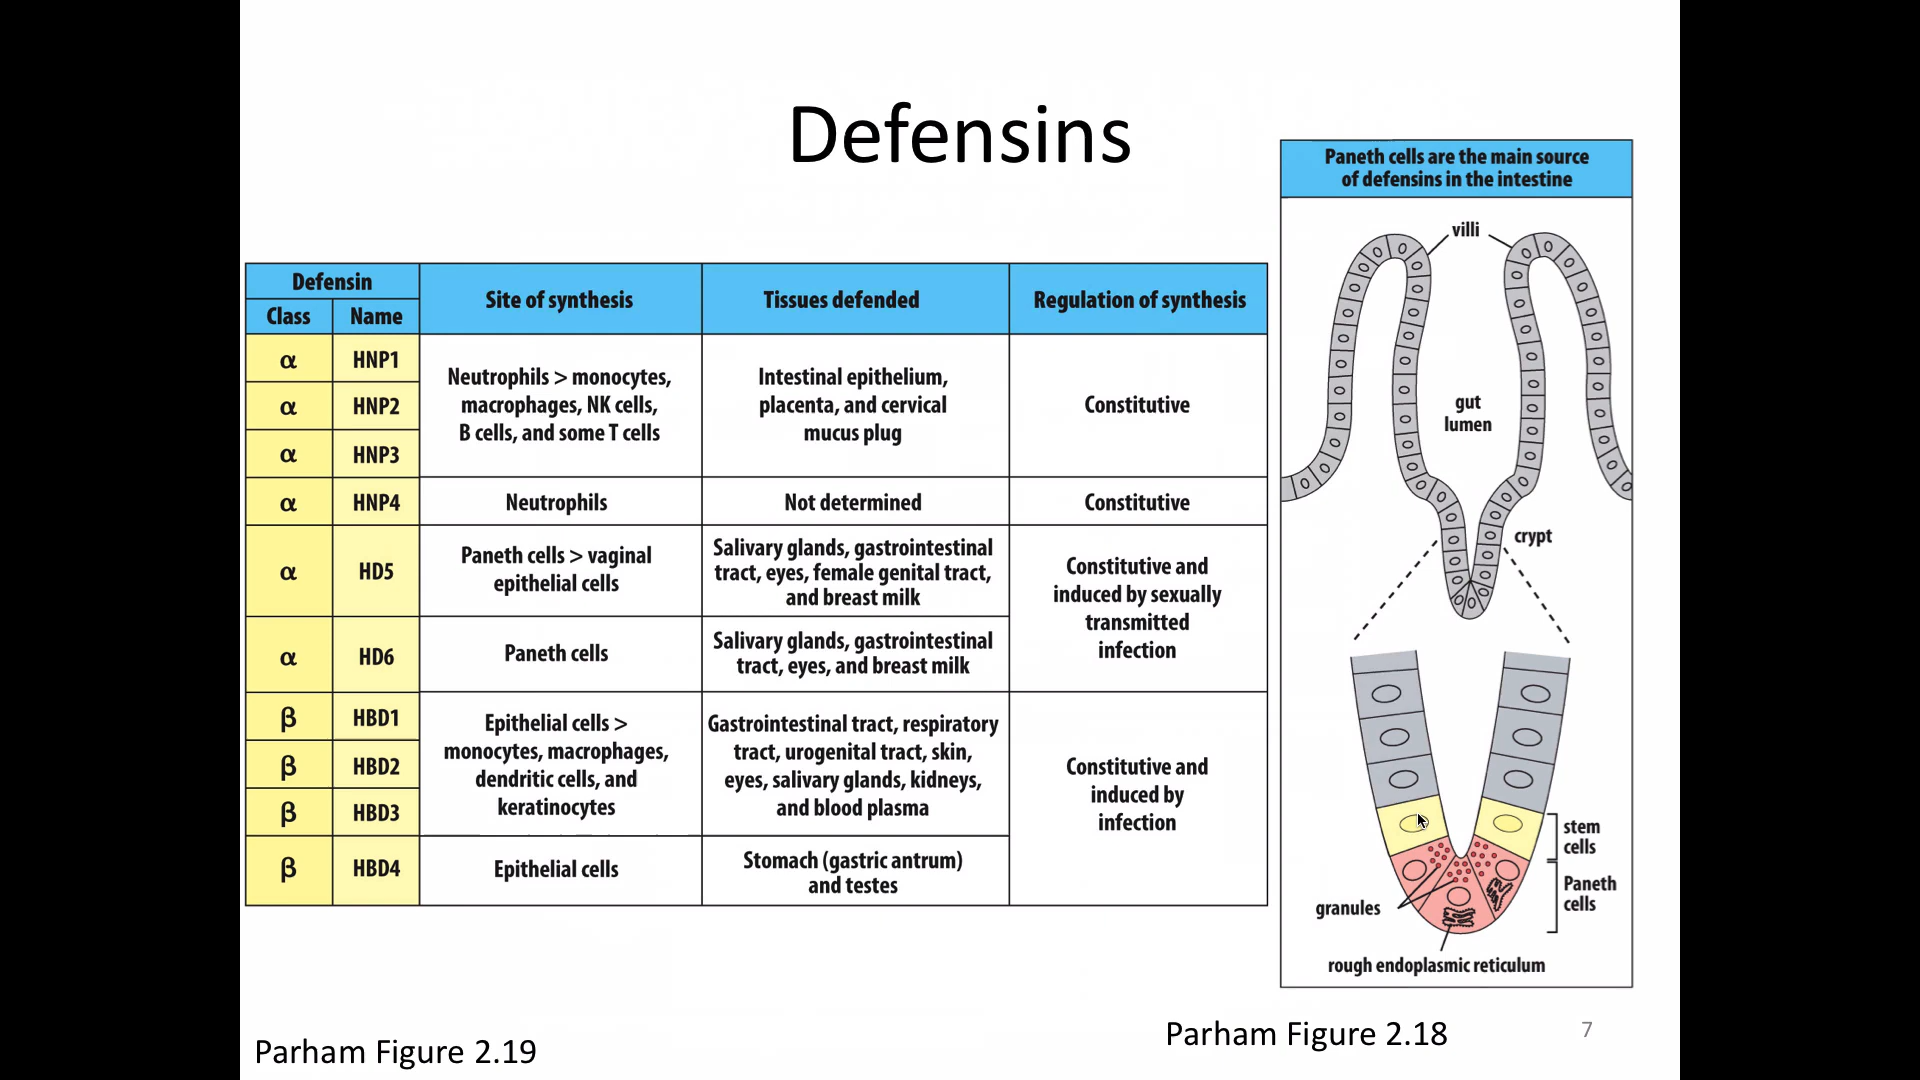 Defensins
Defensin
Class
Name
Site of synthesis
Tissues defended
Regulation of synthesis
α
HNP1
α
HNP2
α
HNP3
Neutrophils > monocytes,
macrophages, NK cells,
B cells, and some T cells
Intestinal epithelium,
placenta, and cervical
mucus plug
Constitutive
α
HNP4
Neutrophils
Not determined
Constitutive
α
HD5
Paneth cells > vaginal
epithelial cells
Salivary glands, gastrointestinal
tract, eyes, female genital tract,
and breast milk
Constitutive and
induced by sexually
transmitted
infection
α
HD6
Paneth cells
Salivary glands, gastrointestinal
tract, eyes, and breast milk
β
HBD1
β
HBD2
β
HBD3
Epithelial cells >
monocytes, macrophages,
dendritic cells, and
keratinocytes
Gastrointestinal tract, respiratory
tract, urogenital tract, skin,
eyes, salivary glands, kidneys,
and blood plasma
Constitutive and
induced by
infection
β
HBD4
Epithelial cells
Stomach (gastric antrum)
and testes
Parham Figure 2.19
Paneth cells are the main source
of defensins in the intestine
villi
gut
lumen
crypt
stem
cells
Paneth
cells
granules
rough endoplasmic reticulum
Parham Figure 2.18
7